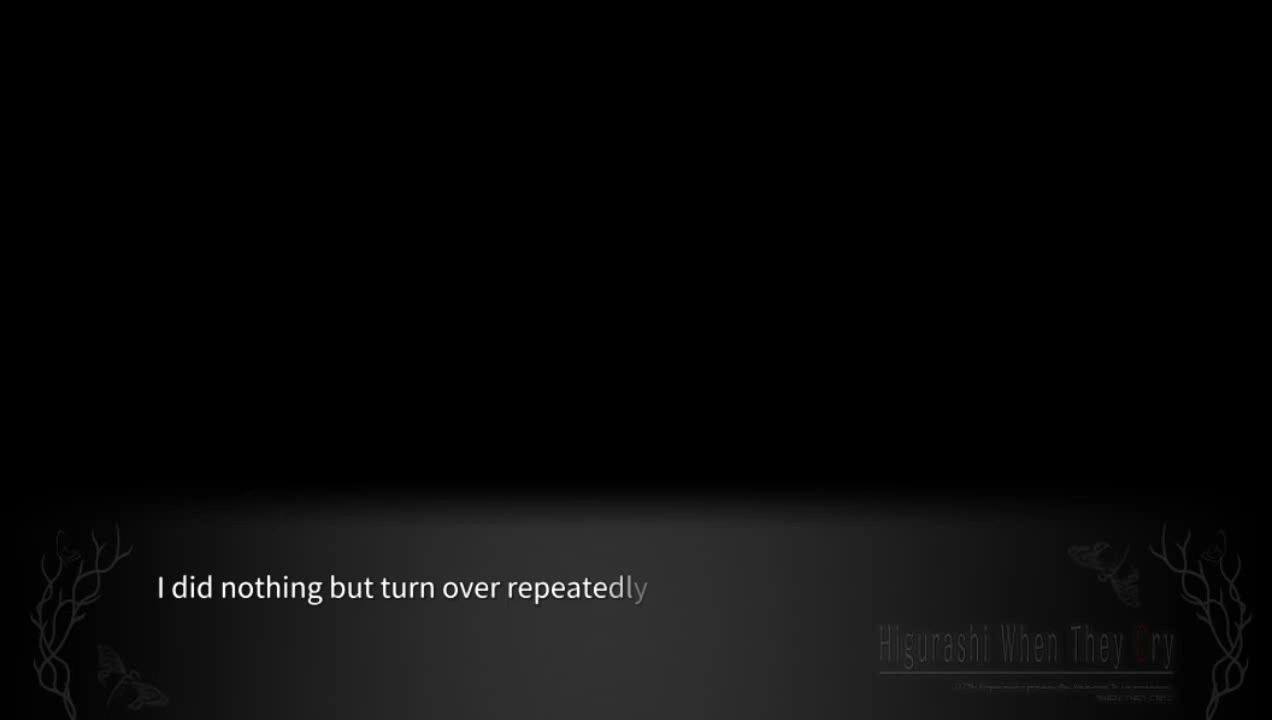 I did nothing but turn over repeatedly
Higurashi When They Cry